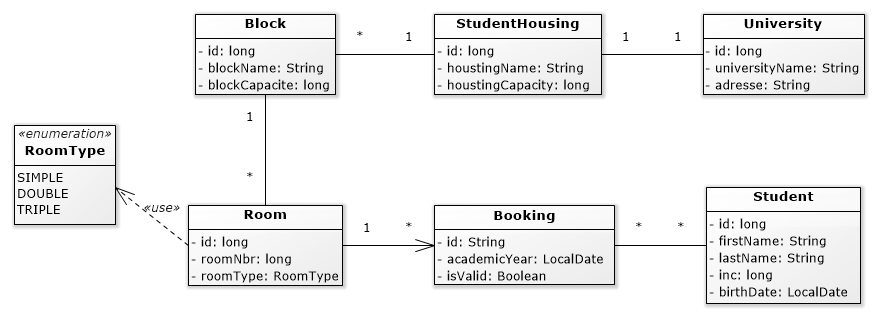 Block
- id: long
- blockName: String
- blockCapacite: long
* 1
StudentHousing
- id: long
- houstingName: String
- houstingCapacity: long
1 1
University
- id: long
- universityName: String
- adresse: String
1
*
«enumeration»
RoomType
SIMPLE
DOUBLE
TRIPLE
«use»
Room
- id: long
- roomNbr: long
- roomType: RoomType
1 *
Booking
- id: String
- academicYear: LocalDate
- isValid: Boolean
* *
Student
- id: long
- firstName: String
- lastName: String
- inc: long
- birthDate: LocalDate